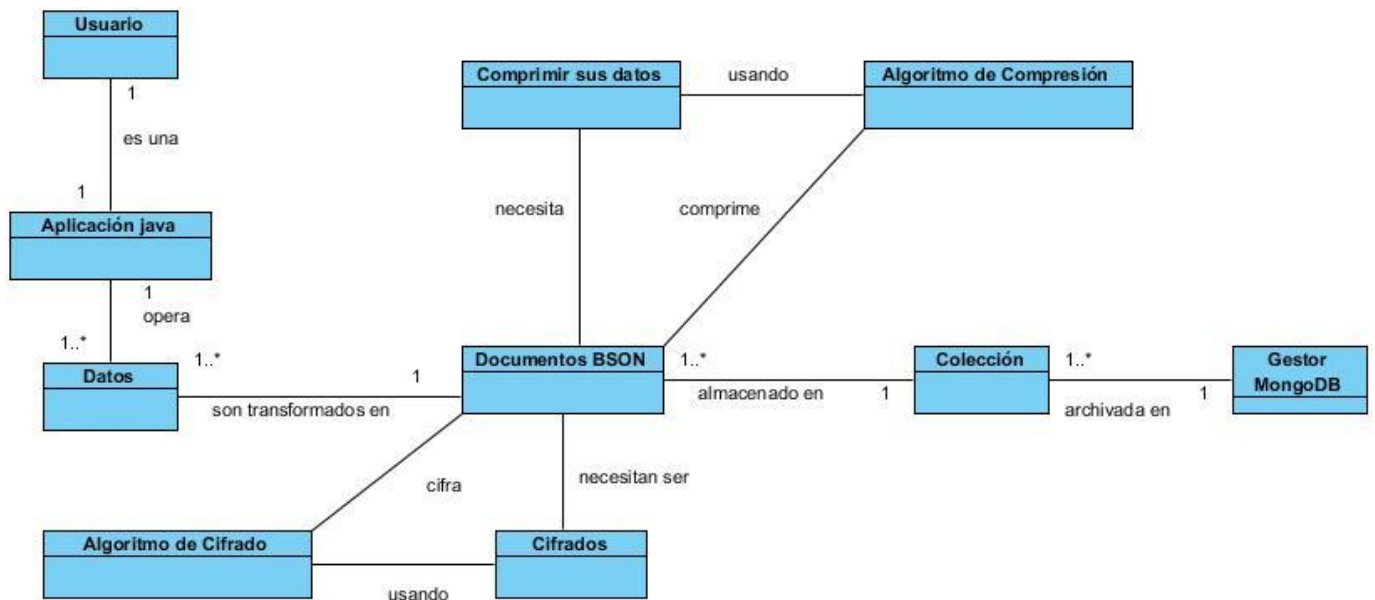 Usuario
1
es una
1
Aplicación java
1
opera
1..*
Datos
1..*
son transformados en
1
Comprimir sus datos
usando
Algoritmo de Compresión
necesita
comprime
Documentos BSON
1..*
almacenado en
1
Colección
1..*
archivada en
1
Gestor
MongoDB
cifra
necesitan ser
Algoritmo de Cifrado
usando
Cifrados